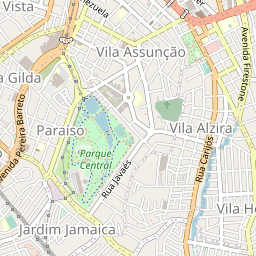 Vista
Vila Assunção
Avenida Firestone
a Gilda
Paraíso
Vila Alzira
Avenida Pereira Barreto
Parque
Central
Rua Javaés
Rua Carijós
Vila He
Jardim Jamaica